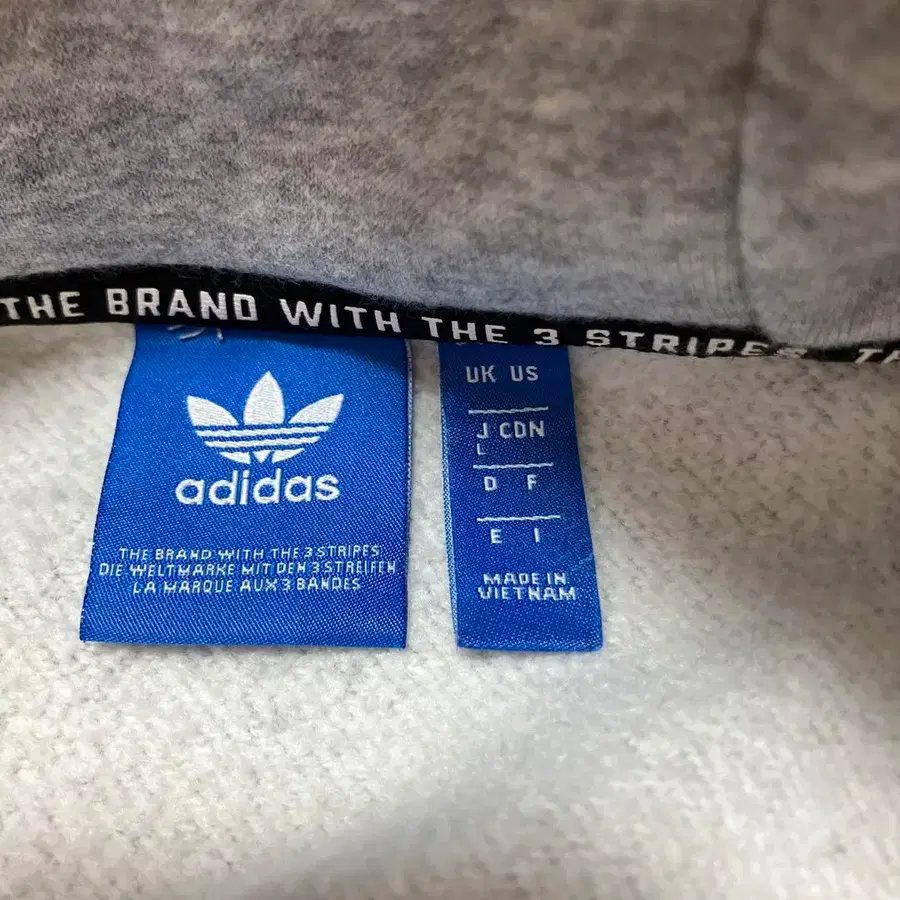 THE BRAND WITH THE 3 STRIPES TH
adidas
THE BRAND WITH THE 3 STRIPES
DIE WELTMARKE MIT DEN 3 STREIFEN
LA MARQUE AUX 3 BANDES
UK US
J CDN
L
D F
E I
MADE IN
VIETNAM